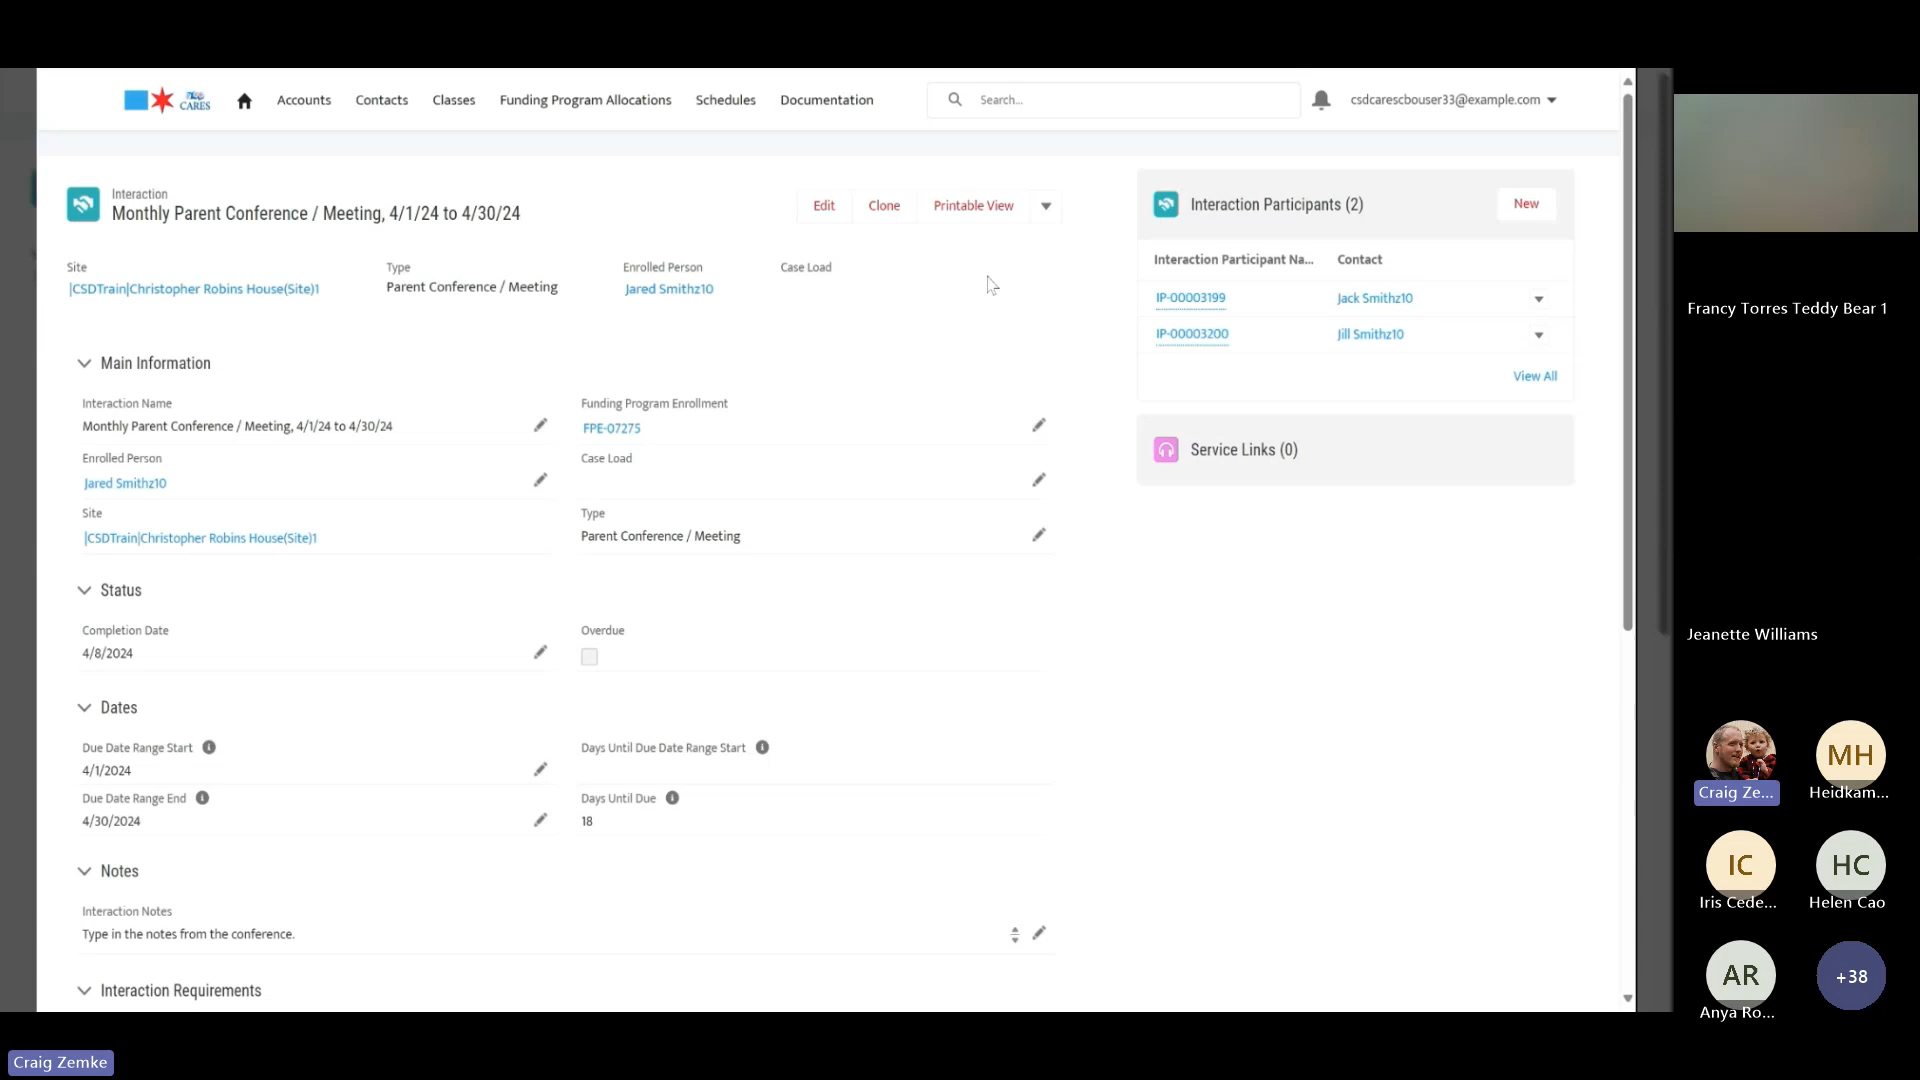 CARES
Accounts
Contacts
Classes
Funding Program Allocations
Schedules
Documentation
Search...
csdcarescbouser33@example.com
Interaction
Monthly Parent Conference / Meeting, 4/1/24 to 4/30/24
Edit
Clone
Printable View
Site
|CSDTrain|Christopher Robins House(Site)1
Type
Parent Conference / Meeting
Enrolled Person
Jared Smithz10
Case Load
Main Information
Interaction Name
Monthly Parent Conference / Meeting, 4/1/24 to 4/30/24
Funding Program Enrollment
FPE-07275
Enrolled Person
Jared Smithz10
Case Load
Site
|CSDTrain|Christopher Robins House(Site)1
Type
Parent Conference / Meeting
Status
Completion Date
4/8/2024
Overdue
Dates
Due Date Range Start
4/1/2024
Days Until Due Date Range Start
Due Date Range End
4/30/2024
Days Until Due
18
Notes
Interaction Notes
Type in the notes from the conference.
Interaction Requirements
Interaction Participants (2)
New
Interaction Participant Na...
Contact
IP-00003199
Jack Smithz10
IP-00003200
Jill Smithz10
View All
Service Links (0)
Francy Torres Teddy Bear 1
Jeanette Williams
Craig Ze...
MH
Heidkam...
IC
Iris Cede...
HC
Helen Cao
AR
Anya Ro...
+38
Craig Zemke